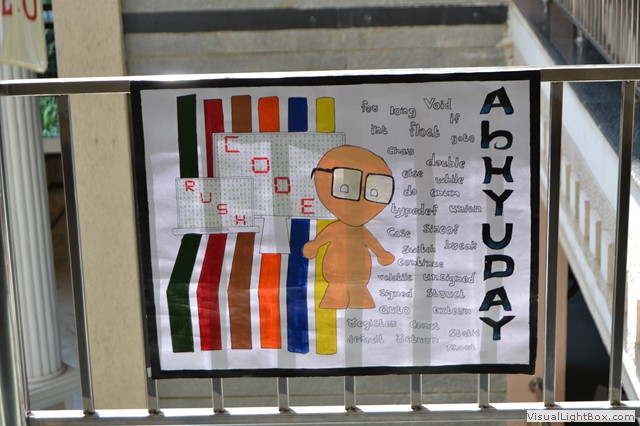 CODE
RUSH
for long Void if
int float goto
Char double
else while
do enum
typedef union
Case Sizeof
Switch break
Continue
volatile unsigned
Signed Struct
Auto extern
Register Const Static
default Return Short
ABHYUDAY
VisualLightBox.com